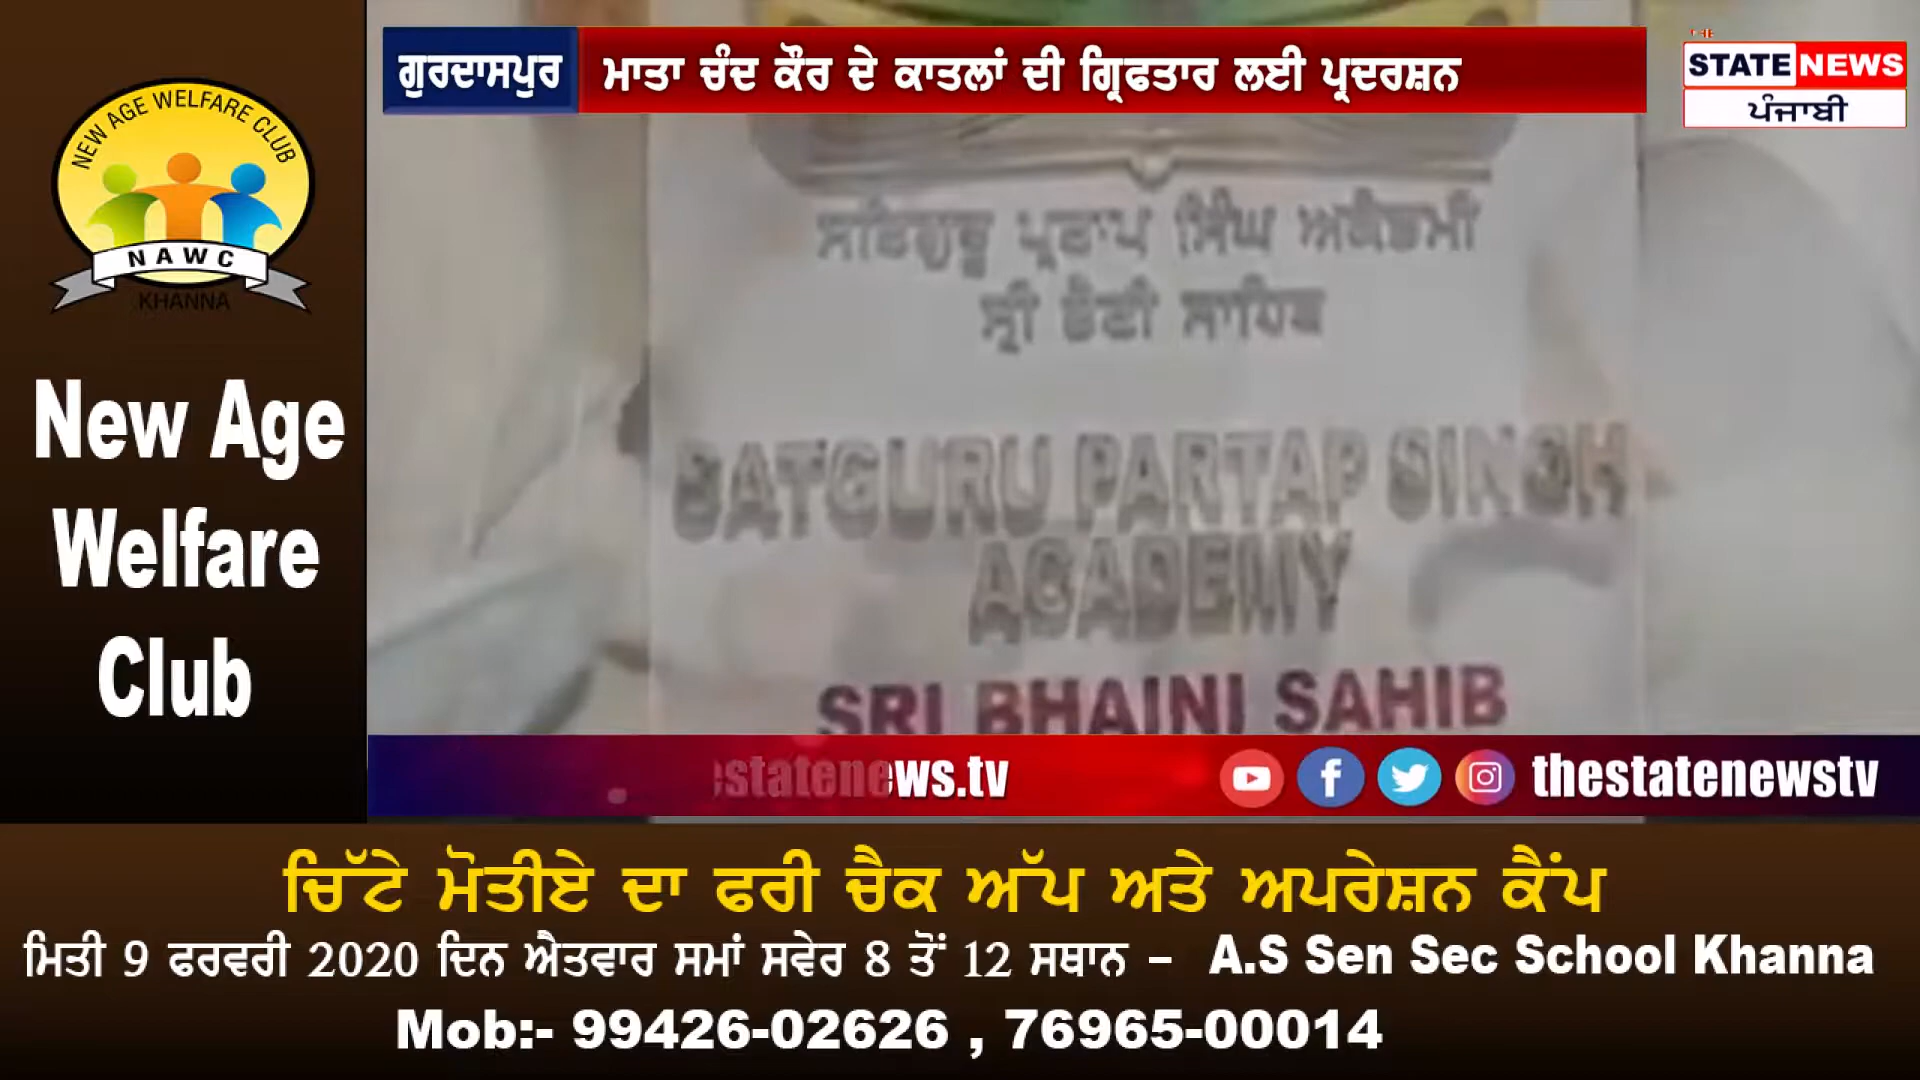 NEW AGE WELFARE CLUB
NAWC
KHANNA
New Age
Welfare
Club
ਗੁਰਦਾਸਪੁਰ
ਮਾਤਾ ਚੰਦ ਕੌਰ ਦੇ ਕਾਤਲਾਂ ਦੀ ਗ੍ਰਿਫਤਾਰ ਲਈ ਪ੍ਰਦਰਸ਼ਨ
THE
STATE NEWS
ਪੰਜਾਬੀ
ਸਤਿਗੁਰੂ ਪ੍ਰਤਾਪ ਸਿੰਘ ਅਕੈਡਮੀ
ਸ੍ਰੀ ਭੈਣੀ ਸਾਹਿਬ
SATGURU PARTAP SINGH
ACADEMY
SRI BHAINI SAHIB
statenews.tv
thestatenewstv
ਚਿੱਟੇ ਮੋਤੀਏ ਦਾ ਫਰੀ ਚੈਕ ਅੱਪ ਅਤੇ ਅਪਰੇਸ਼ਨ ਕੈਂਪ
ਮਿਤੀ 9 ਫਰਵਰੀ 2020 ਦਿਨ ਐਤਵਾਰ ਸਮਾਂ ਸਵੇਰ 8 ਤੋਂ 12 ਸਥਾਨ – A.S Sen Sec School Khanna
Mob:- 99426-02626 , 76965-00014